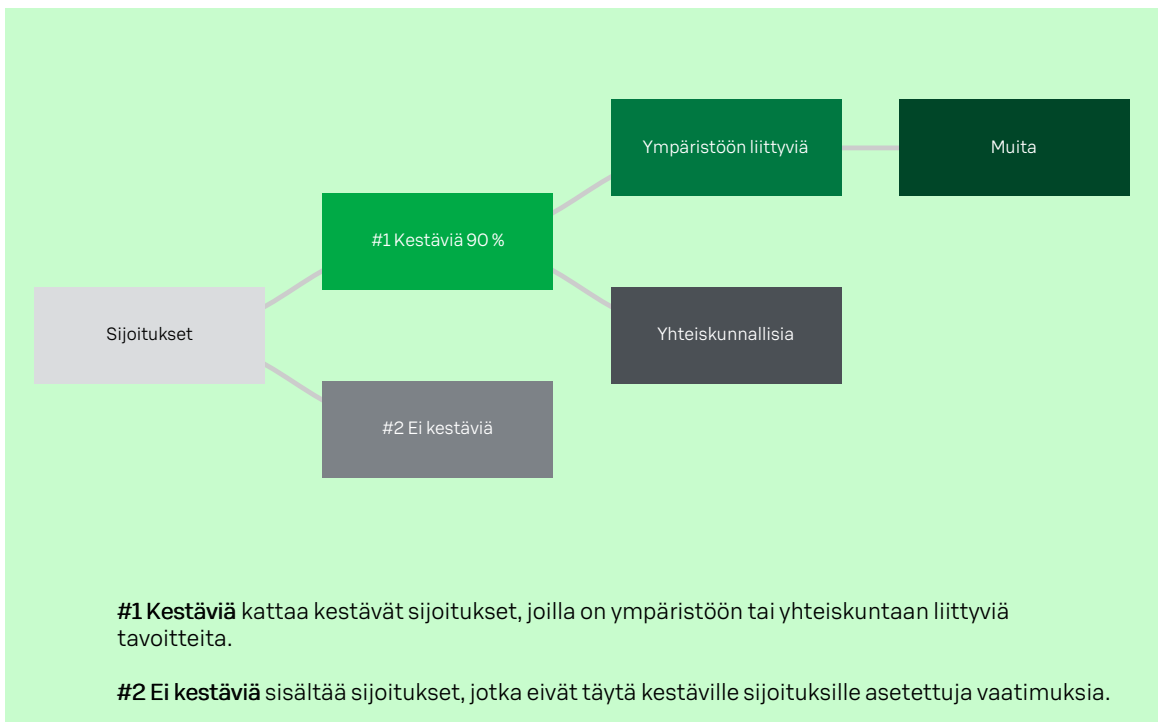 Ympäristöön liittyviä
Muita
#1 Kestäviä 90 %
Sijoitukset
Yhteiskunnallisia
#2 Ei kestäviä
#1 Kestäviä kattaa kestävät sijoitukset, joilla on ympäristöön tai yhteiskuntaan liittyviä
tavoitteita.
#2 Ei kestäviä sisältää sijoitukset, jotka eivät täytä kestäville sijoituksille asetettuja vaatimuksia.